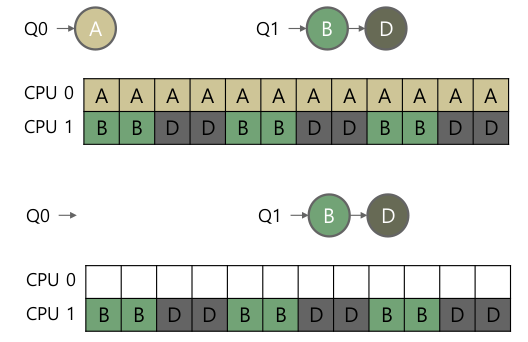 Q0 A Q1 B D
CPU 0 A A A A A A A A A A A A
CPU 1 B B D D B B D D B B D D
Q0 Q1 B D
CPU 0
CPU 1 B B D D B B D D B B D D